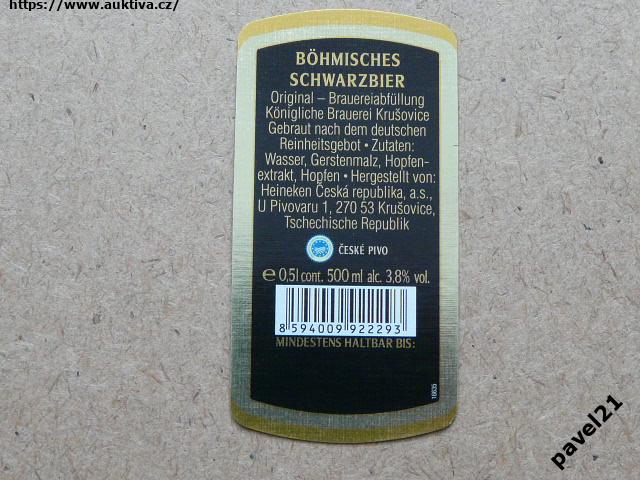 https://www.auktiva.cz/
BÖHMISCHES
SCHWARZBIER
Original – Brauereiabfüllung
Königliche Brauerei Krušovice
Gebraut nach dem deutschen
Reinheitsgebot • Zutaten:
Wasser, Gerstenmalz, Hopfen-
extrakt, Hopfen • Hergestellt von:
Heineken Česká republika, a.s.,
U Pivovaru 1, 270 53 Krušovice,
Tschechische Republik
ČESKÉ PIVO
℮ 0,5l cont. 500 ml alc. 3,8% vol.
8 594009 922293
MINDESTENS HALTBAR BIS:
pavel21